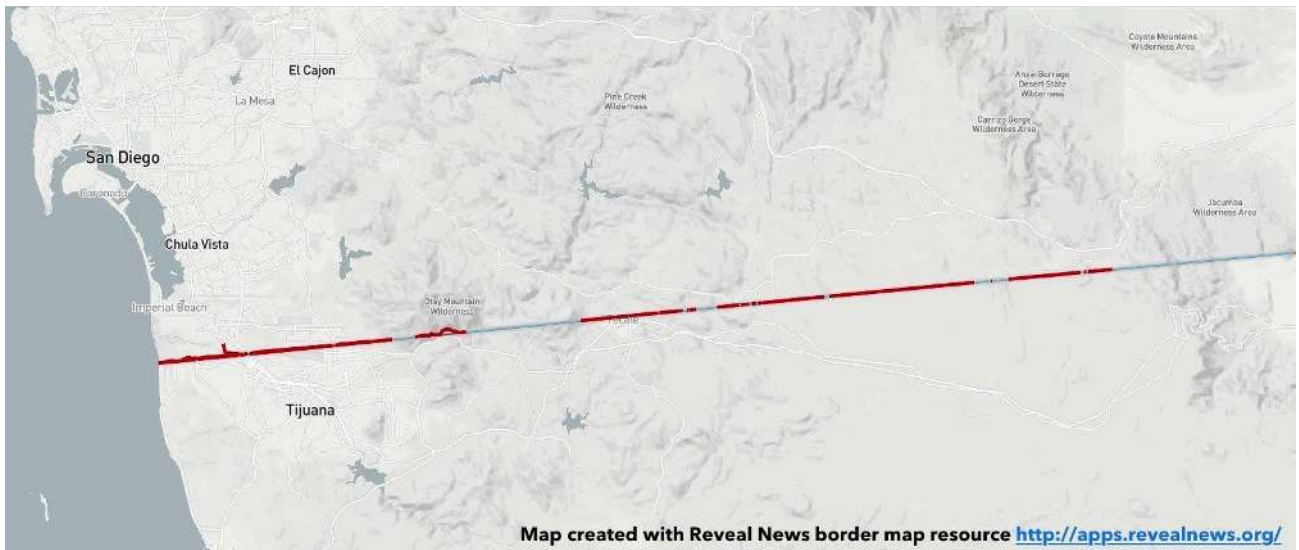 Coyote Mountains
Wilderness Area
El Cajon
Anza-Borrego
Desert State
Wilderness
La Mesa
Pine Creek
Wilderness
Carrizo Gorge
Wilderness Area
San Diego
Coronado
Jacumba
Wilderness Area
Chula Vista
Imperial Beach
Otay Mountain
Wilderness
Tecate
Tijuana
Map created with Reveal News border map resource http://apps.revealnews.org/